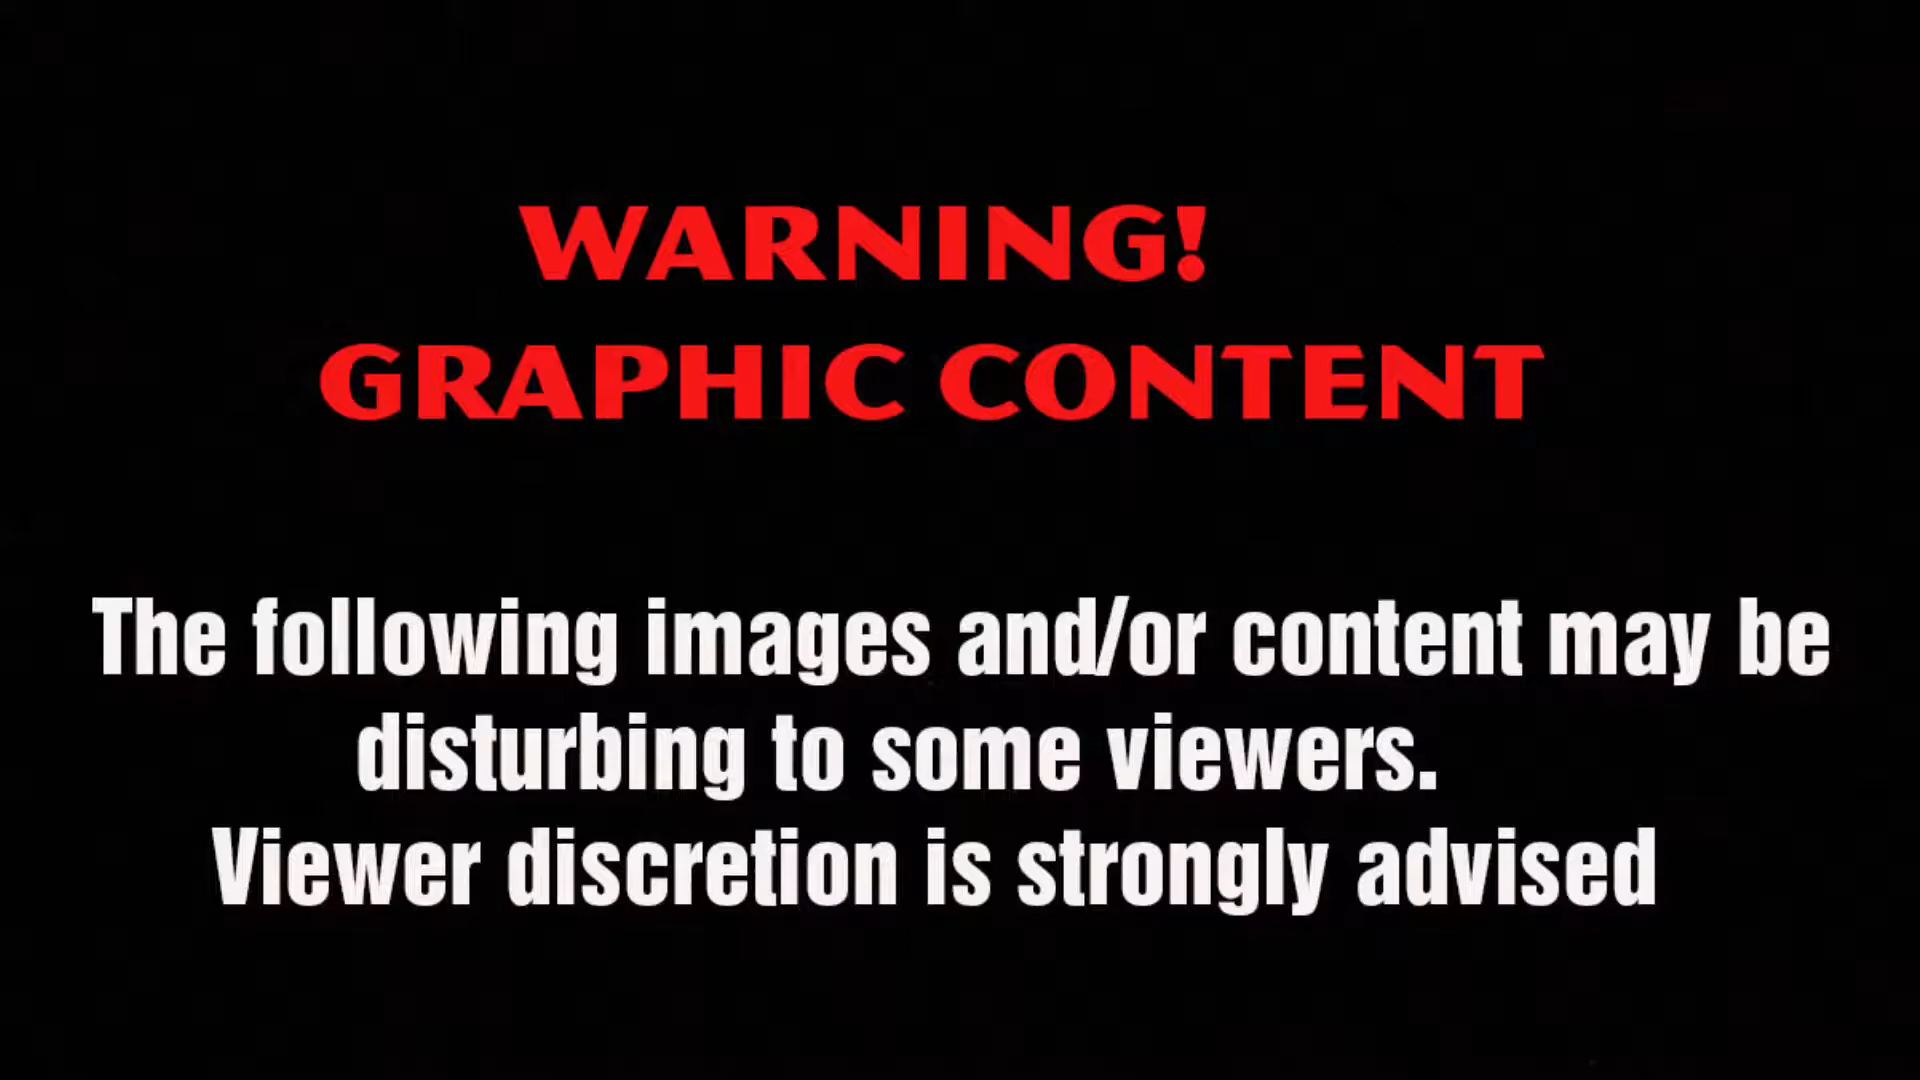 WARNING!
GRAPHIC CONTENT
The following images and/or content may be
disturbing to some viewers.
Viewer discretion is strongly advised